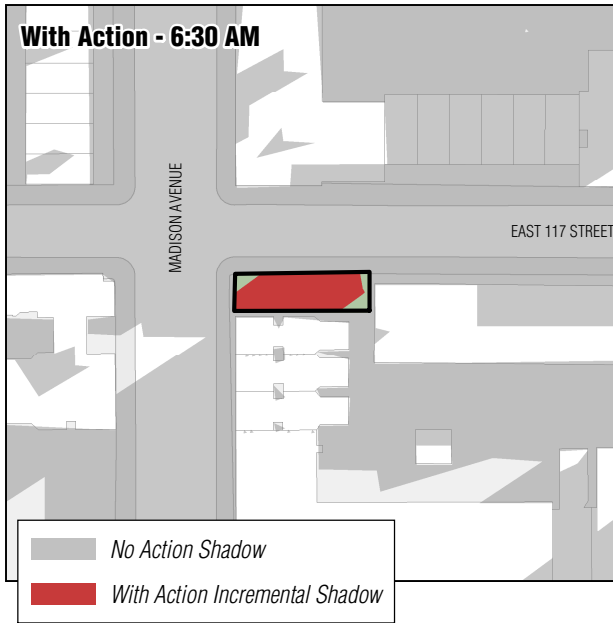 With Action - 6:30 AM
MADISON AVENUE
EAST 117 STREET
No Action Shadow
With Action Incremental Shadow